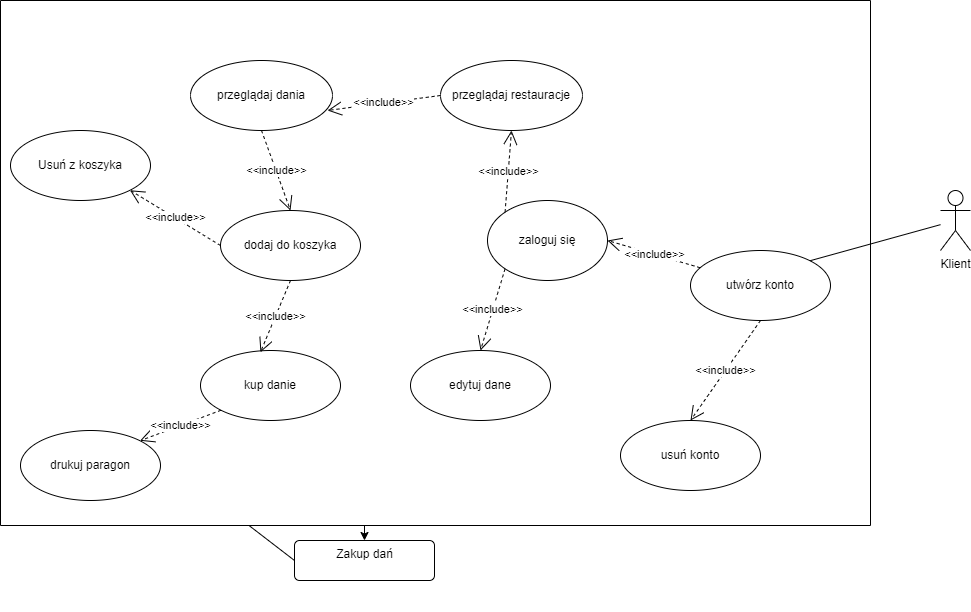 przeglądaj dania
<<include>>
przeglądaj restauracje
Usuń z koszyka
<<include>>
<<include>>
<<include>>
dodaj do koszyka
zaloguj się
<<include>>
utwórz konto
Klient
<<include>>
<<include>>
kup danie
edytuj dane
<<include>>
<<include>>
drukuj paragon
usuń konto
Zakup dań